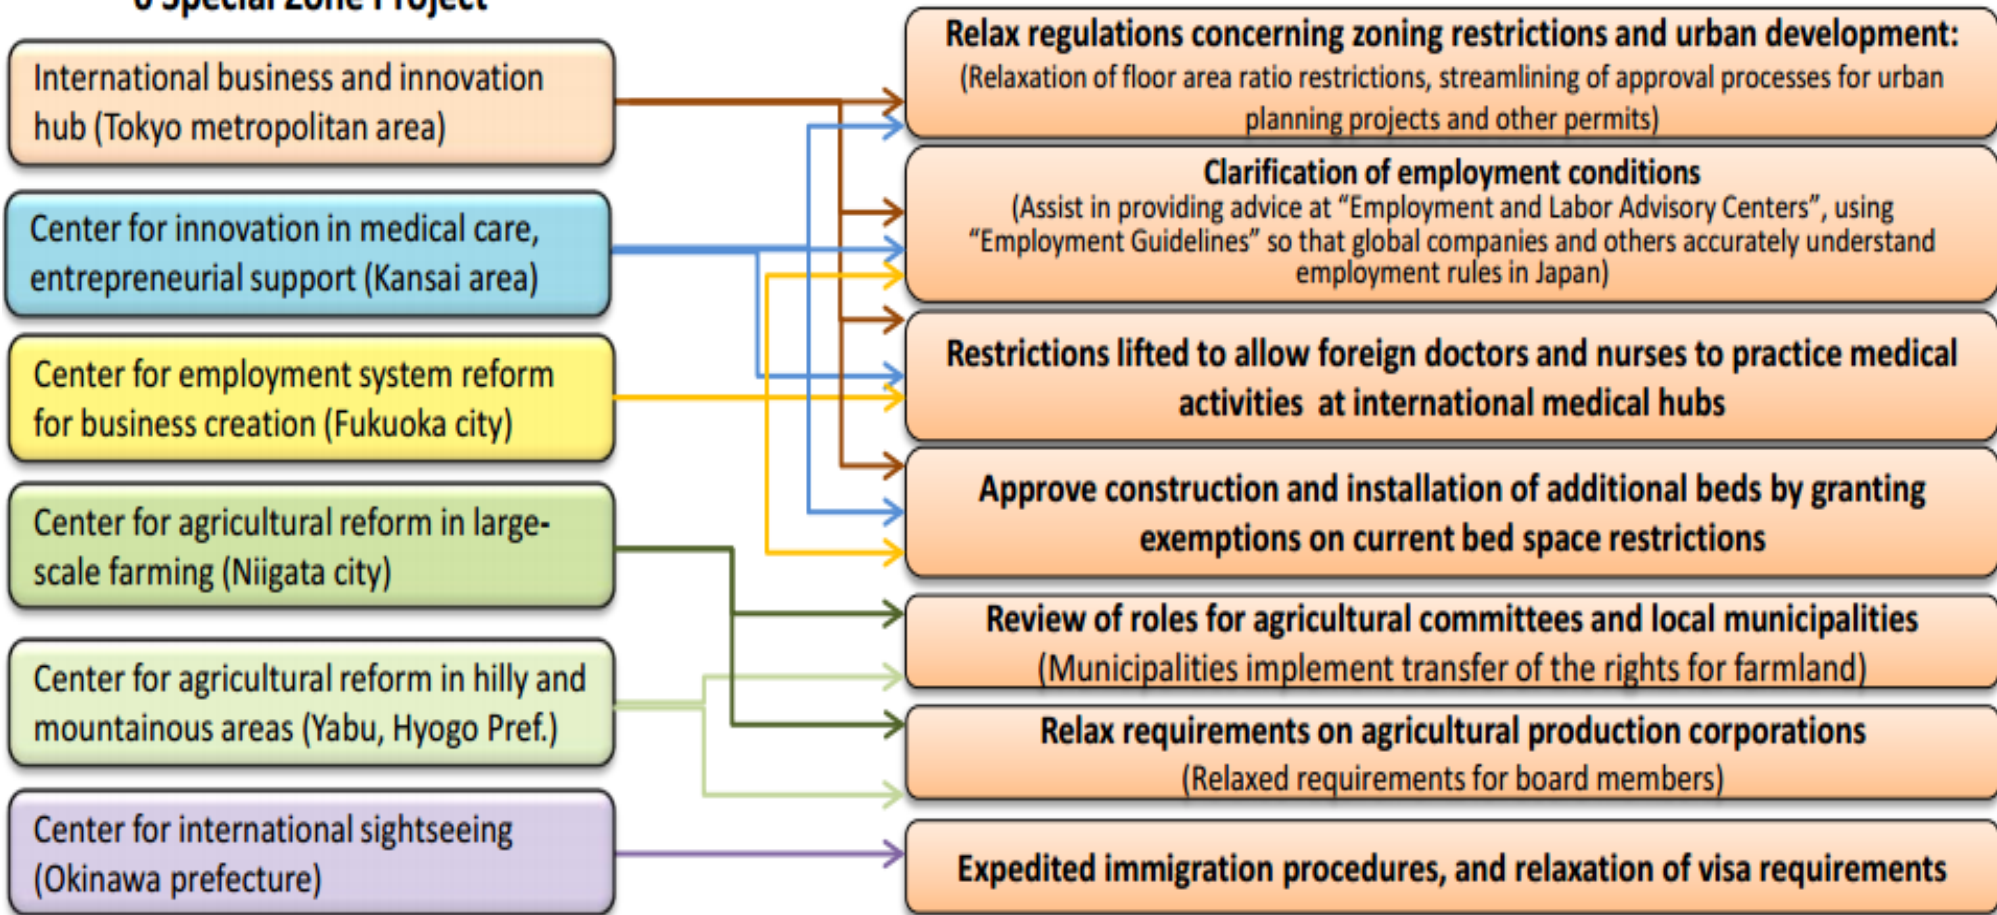 6 Special Zone Project
International business and innovation
hub (Tokyo metropolitan area)
Center for innovation in medical care,
entrepreneurial support (Kansai area)
Center for employment system reform
for business creation (Fukuoka city)
Center for agricultural reform in large-
scale farming (Niigata city)
Center for agricultural reform in hilly and
mountainous areas (Yabu, Hyogo Pref.)
Center for international sightseeing
(Okinawa prefecture)
Relax regulations concerning zoning restrictions and urban development:
(Relaxation of floor area ratio restrictions, streamlining of approval processes for urban
planning projects and other permits)
Clarification of employment conditions
(Assist in providing advice at “Employment and Labor Advisory Centers”, using
“Employment Guidelines” so that global companies and others accurately understand
employment rules in Japan)
Restrictions lifted to allow foreign doctors and nurses to practice medical
activities at international medical hubs
Approve construction and installation of additional beds by granting
exemptions on current bed space restrictions
Review of roles for agricultural committees and local municipalities
(Municipalities implement transfer of the rights for farmland)
Relax requirements on agricultural production corporations
(Relaxed requirements for board members)
Expedited immigration procedures, and relaxation of visa requirements